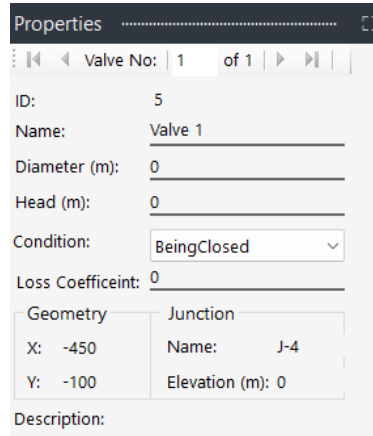 Properties
Valve No: 1 of 1
ID: 5
Name: Valve 1
Diameter (m): 0
Head (m): 0
Condition: BeingClosed
Loss Coefficeint: 0
Geometry Junction
X: -450 Name: J-4
Y: -100 Elevation (m): 0
Description: